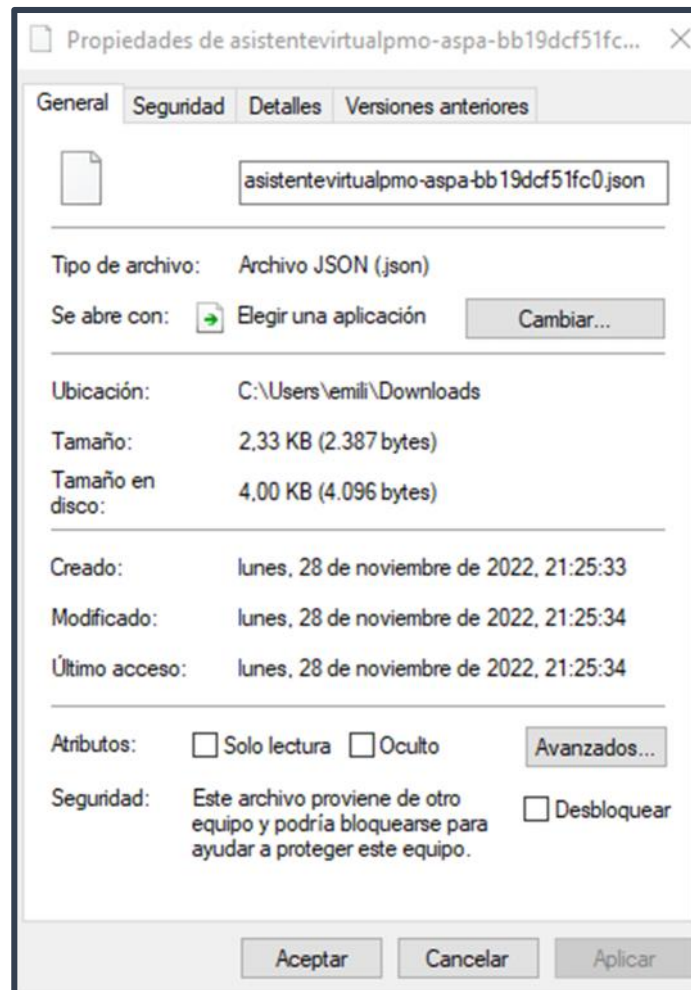 Propiedades de asistentevirtualpmo-aspa-bb19dcf51fc...
General Seguridad Detalles Versiones anteriores
asistentevirtualpmo-aspa-bb19dcf51fc0.json
Tipo de archivo: Archivo JSON (.json)
Se abre con: Elegir una aplicación Cambiar...
Ubicación: C:\Users\emili\Downloads
Tamaño: 2,33 KB (2.387 bytes)
Tamaño en
disco: 4,00 KB (4.096 bytes)
Creado: lunes, 28 de noviembre de 2022, 21:25:33
Modificado: lunes, 28 de noviembre de 2022, 21:25:34
Último acceso: lunes, 28 de noviembre de 2022, 21:25:34
Atributos: Solo lectura Oculto Avanzados...
Seguridad: Este archivo proviene de otro
equipo y podría bloquearse para
ayudar a proteger este equipo.
Desbloquear
Aceptar Cancelar Aplicar